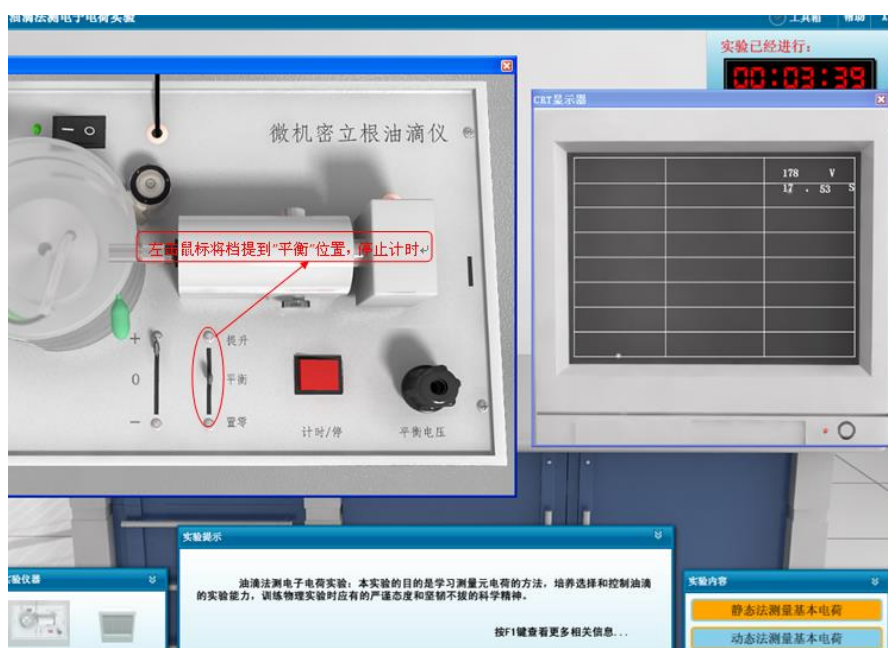 油滴法测电子电荷实验
工具箱 帮助
实验已经进行：
00:03:39
CRT显示器
微机密立根油滴仪
178 V
17 . 53 S
左击鼠标将档提到"平衡"位置，停止计时↵
+
提升
0
平衡
-
置零
计时/停
平衡电压
实验提示
油滴法测电子电荷实验：本实验的目的是学习测量元电荷的方法，培养选择和控制油滴
的实验能力，训练物理实验时应有的严谨态度和坚韧不拔的科学精神。
按F1键查看更多相关信息...
实验仪器
实验内容
静态法测量基本电荷
动态法测量基本电荷